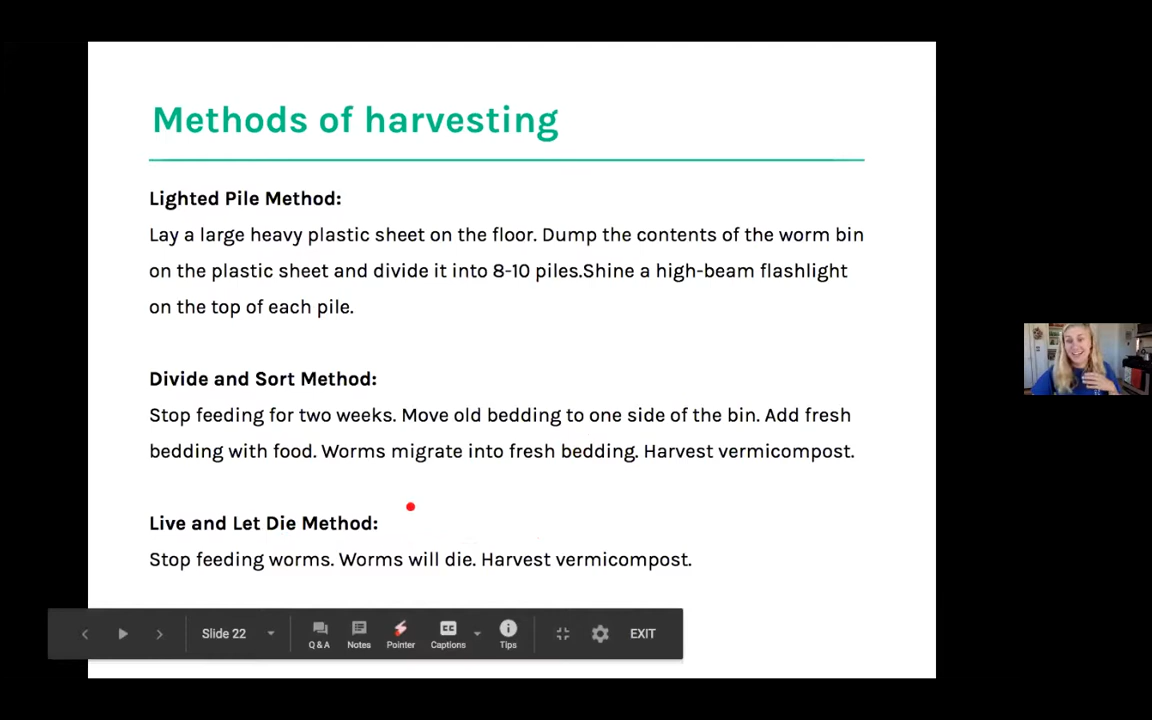 Methods of harvesting
Lighted Pile Method:
Lay a large heavy plastic sheet on the floor. Dump the contents of the worm bin
on the plastic sheet and divide it into 8-10 piles.Shine a high-beam flashlight
on the top of each pile.
Divide and Sort Method:
Stop feeding for two weeks. Move old bedding to one side of the bin. Add fresh
bedding with food. Worms migrate into fresh bedding. Harvest vermicompost.
Live and Let Die Method:
Stop feeding worms. Worms will die. Harvest vermicompost.
Slide 22
Q & A
Notes
Pointer
CC
Captions
Tips
EXIT